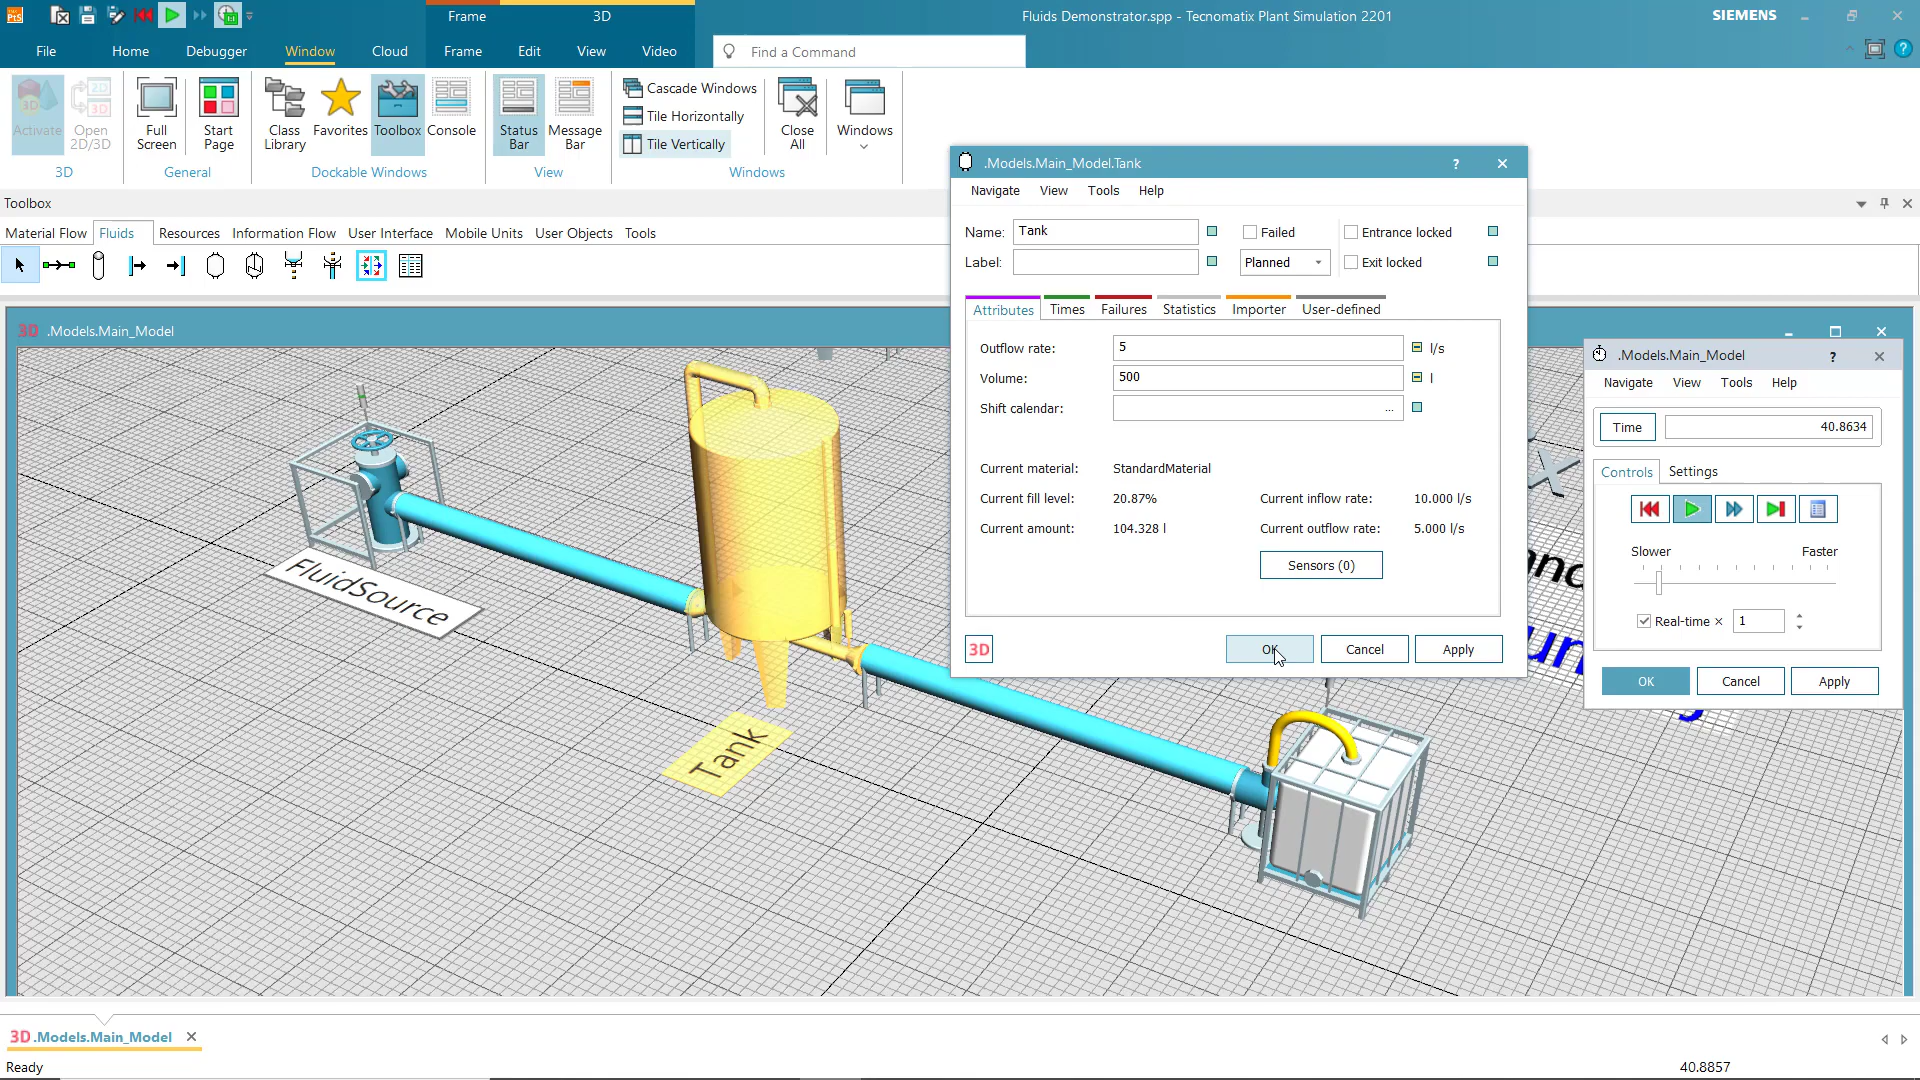 Frame
3D
Fluids Demonstrator.spp - Tecnomatix Plant Simulation 2201
SIEMENS
File
Home
Debugger
Window
Cloud
Frame
Edit
View
Video
Find a Command
Activate
Open
2D/3D
Full
Screen
Start
Page
Class
Library
Favorites
Toolbox
Console
Status
Bar
Message
Bar
Cascade Windows
Tile Horizontally
Tile Vertically
Close
All
Windows
3D
General
Dockable Windows
View
Windows
Toolbox
Material Flow
Fluids
Resources
Information Flow
User Interface
Mobile Units
User Objects
Tools
3D .Models.Main_Model
.Models.Main_Model.Tank
?
Navigate
View
Tools
Help
Name:
Tank
Failed
Entrance locked
Label:
Planned
Exit locked
Attributes
Times
Failures
Statistics
Importer
User-defined
Outflow rate:
5
l/s
Volume:
500
l
Shift calendar:
...
Current material:
StandardMaterial
Current fill level:
20.87%
Current inflow rate:
10.000 l/s
Current amount:
104.328 l
Current outflow rate:
5.000 l/s
Sensors (0)
3D
OK
Cancel
Apply
.Models.Main_Model
?
Navigate
View
Tools
Help
Time
40.8634
Controls
Settings
Slower
Faster
Real-time ×
1
OK
Cancel
Apply
FluidSource
Tank
3D .Models.Main_Model
Ready
40.8857